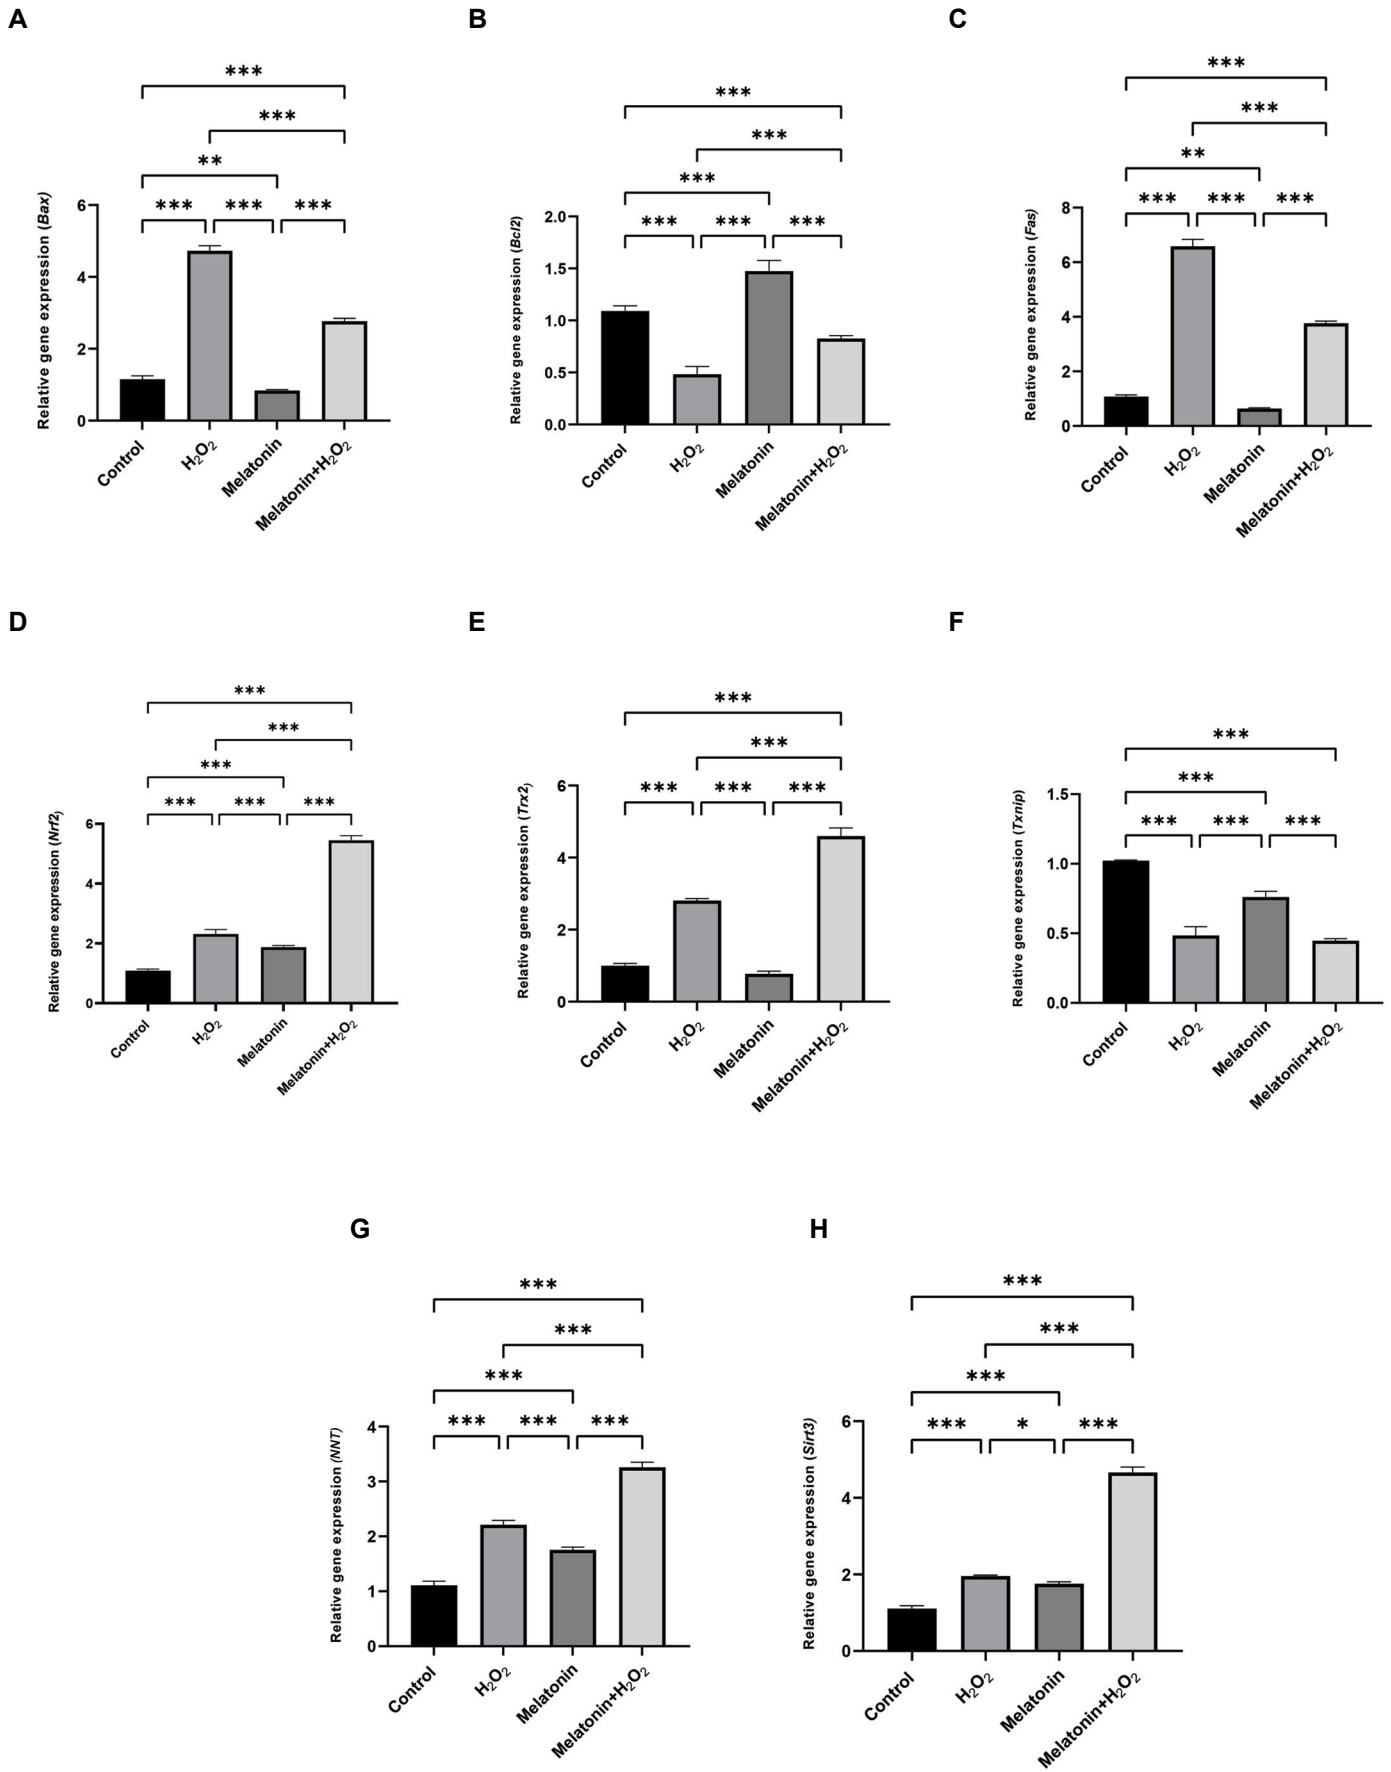 A
B
C
***
***
**
*** *** ***
Relative gene expression (Bax)
6
4
2
0
Control
H₂O₂
Melatonin
Melatonin+H₂O₂
***
***
***
*** *** ***
Relative gene expression (Bcl2)
2.0
1.5
1.0
0.5
0.0
Control
H₂O₂
Melatonin
Melatonin+H₂O₂
***
***
**
*** *** ***
Relative gene expression (Fas)
8
6
4
2
0
Control
H₂O₂
Melatonin
Melatonin+H₂O₂
D
E
F
***
***
***
*** *** ***
Relative gene expression (Nrf2)
6
4
2
0
Control
H₂O₂
Melatonin
Melatonin+H₂O₂
***
***
*** *** ***
Relative gene expression (Trx2)
6
4
2
0
Control
H₂O₂
Melatonin
Melatonin+H₂O₂
***
***
*** *** ***
Relative gene expression (Txnip)
1.5
1.0
0.5
0.0
Control
H₂O₂
Melatonin
Melatonin+H₂O₂
G
H
***
***
***
*** *** ***
Relative gene expression (NNT)
4
3
2
1
0
Control
H₂O₂
Melatonin
Melatonin+H₂O₂
***
***
***
*** * ***
Relative gene expression (Sirt3)
6
4
2
0
Control
H₂O₂
Melatonin
Melatonin+H₂O₂